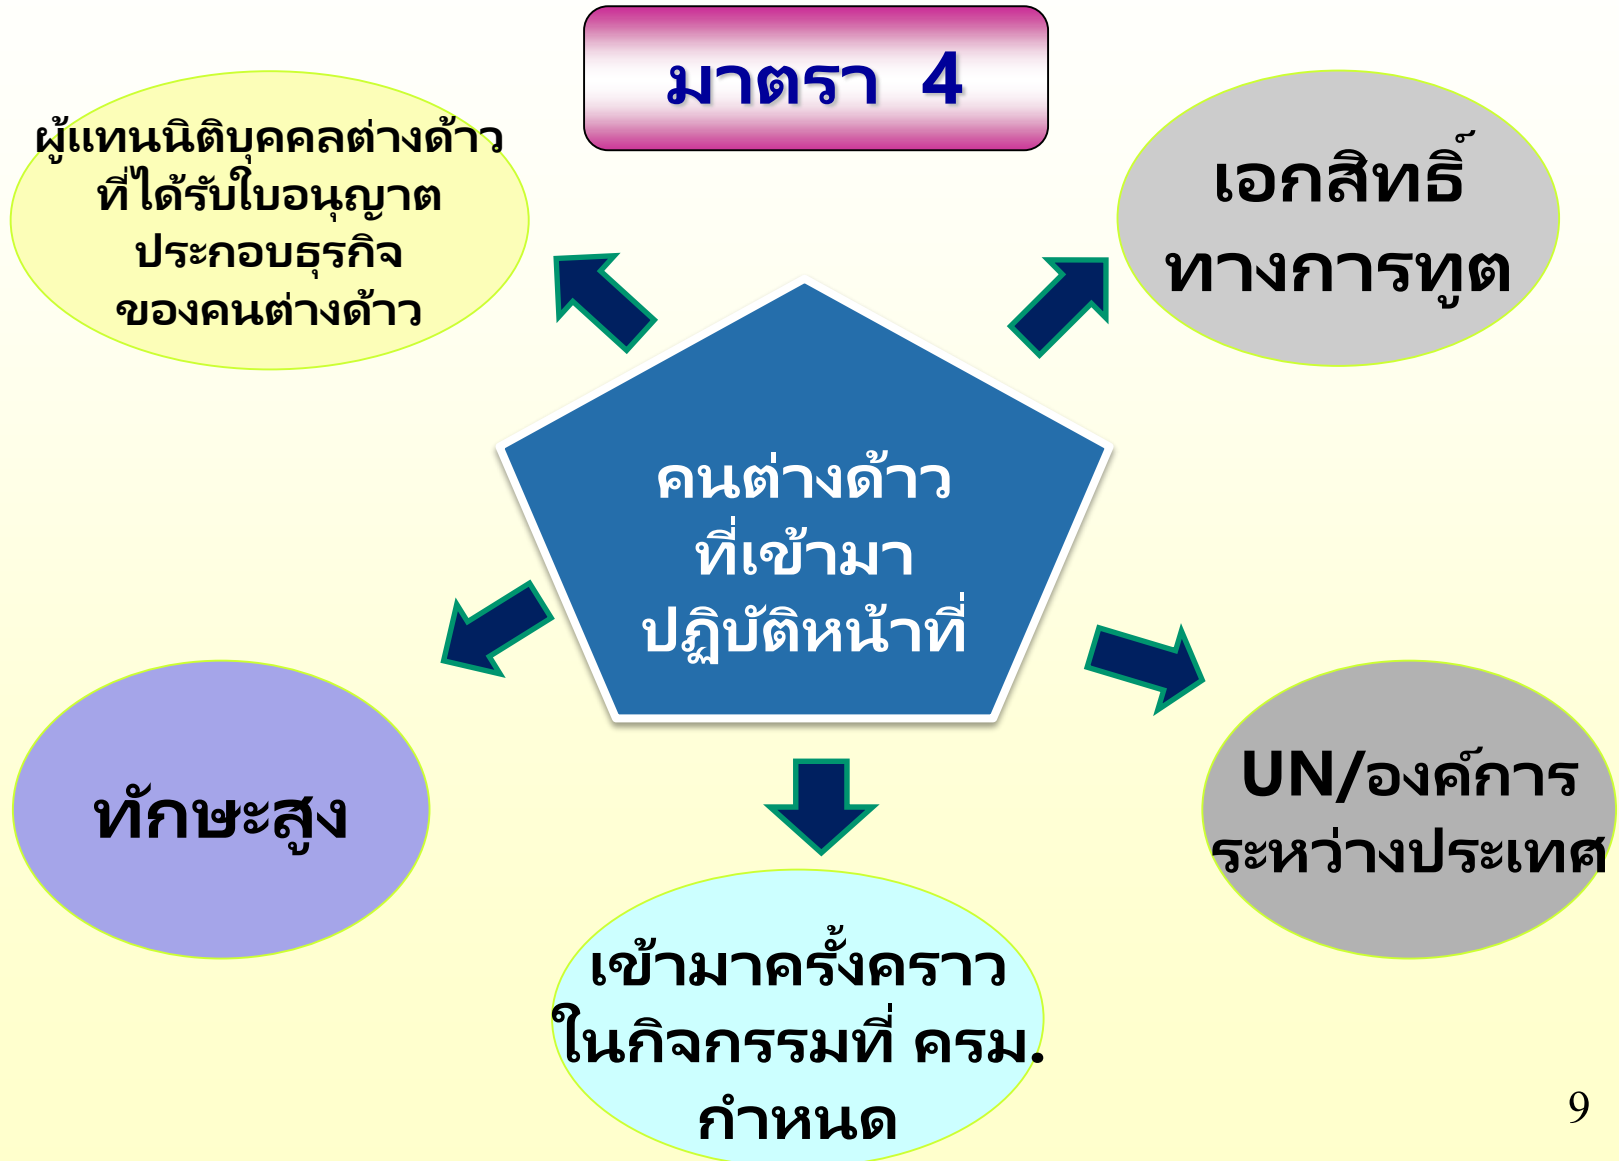 มาตรา 4
ผู้แทนนิติบุคคลต่างด้าว
ที่ได้รับใบอนุญาต
ประกอบธุรกิจ
ของคนต่างด้าว
เอกสิทธิ์
ทางการทูต
คนต่างด้าว
ที่เข้ามา
ปฏิบัติหน้าที่
ทักษะสูง
UN/องค์การ
ระหว่างประเทศ
เข้ามาครั้งคราว
ในกิจกรรมที่ ครม.
กำหนด
9